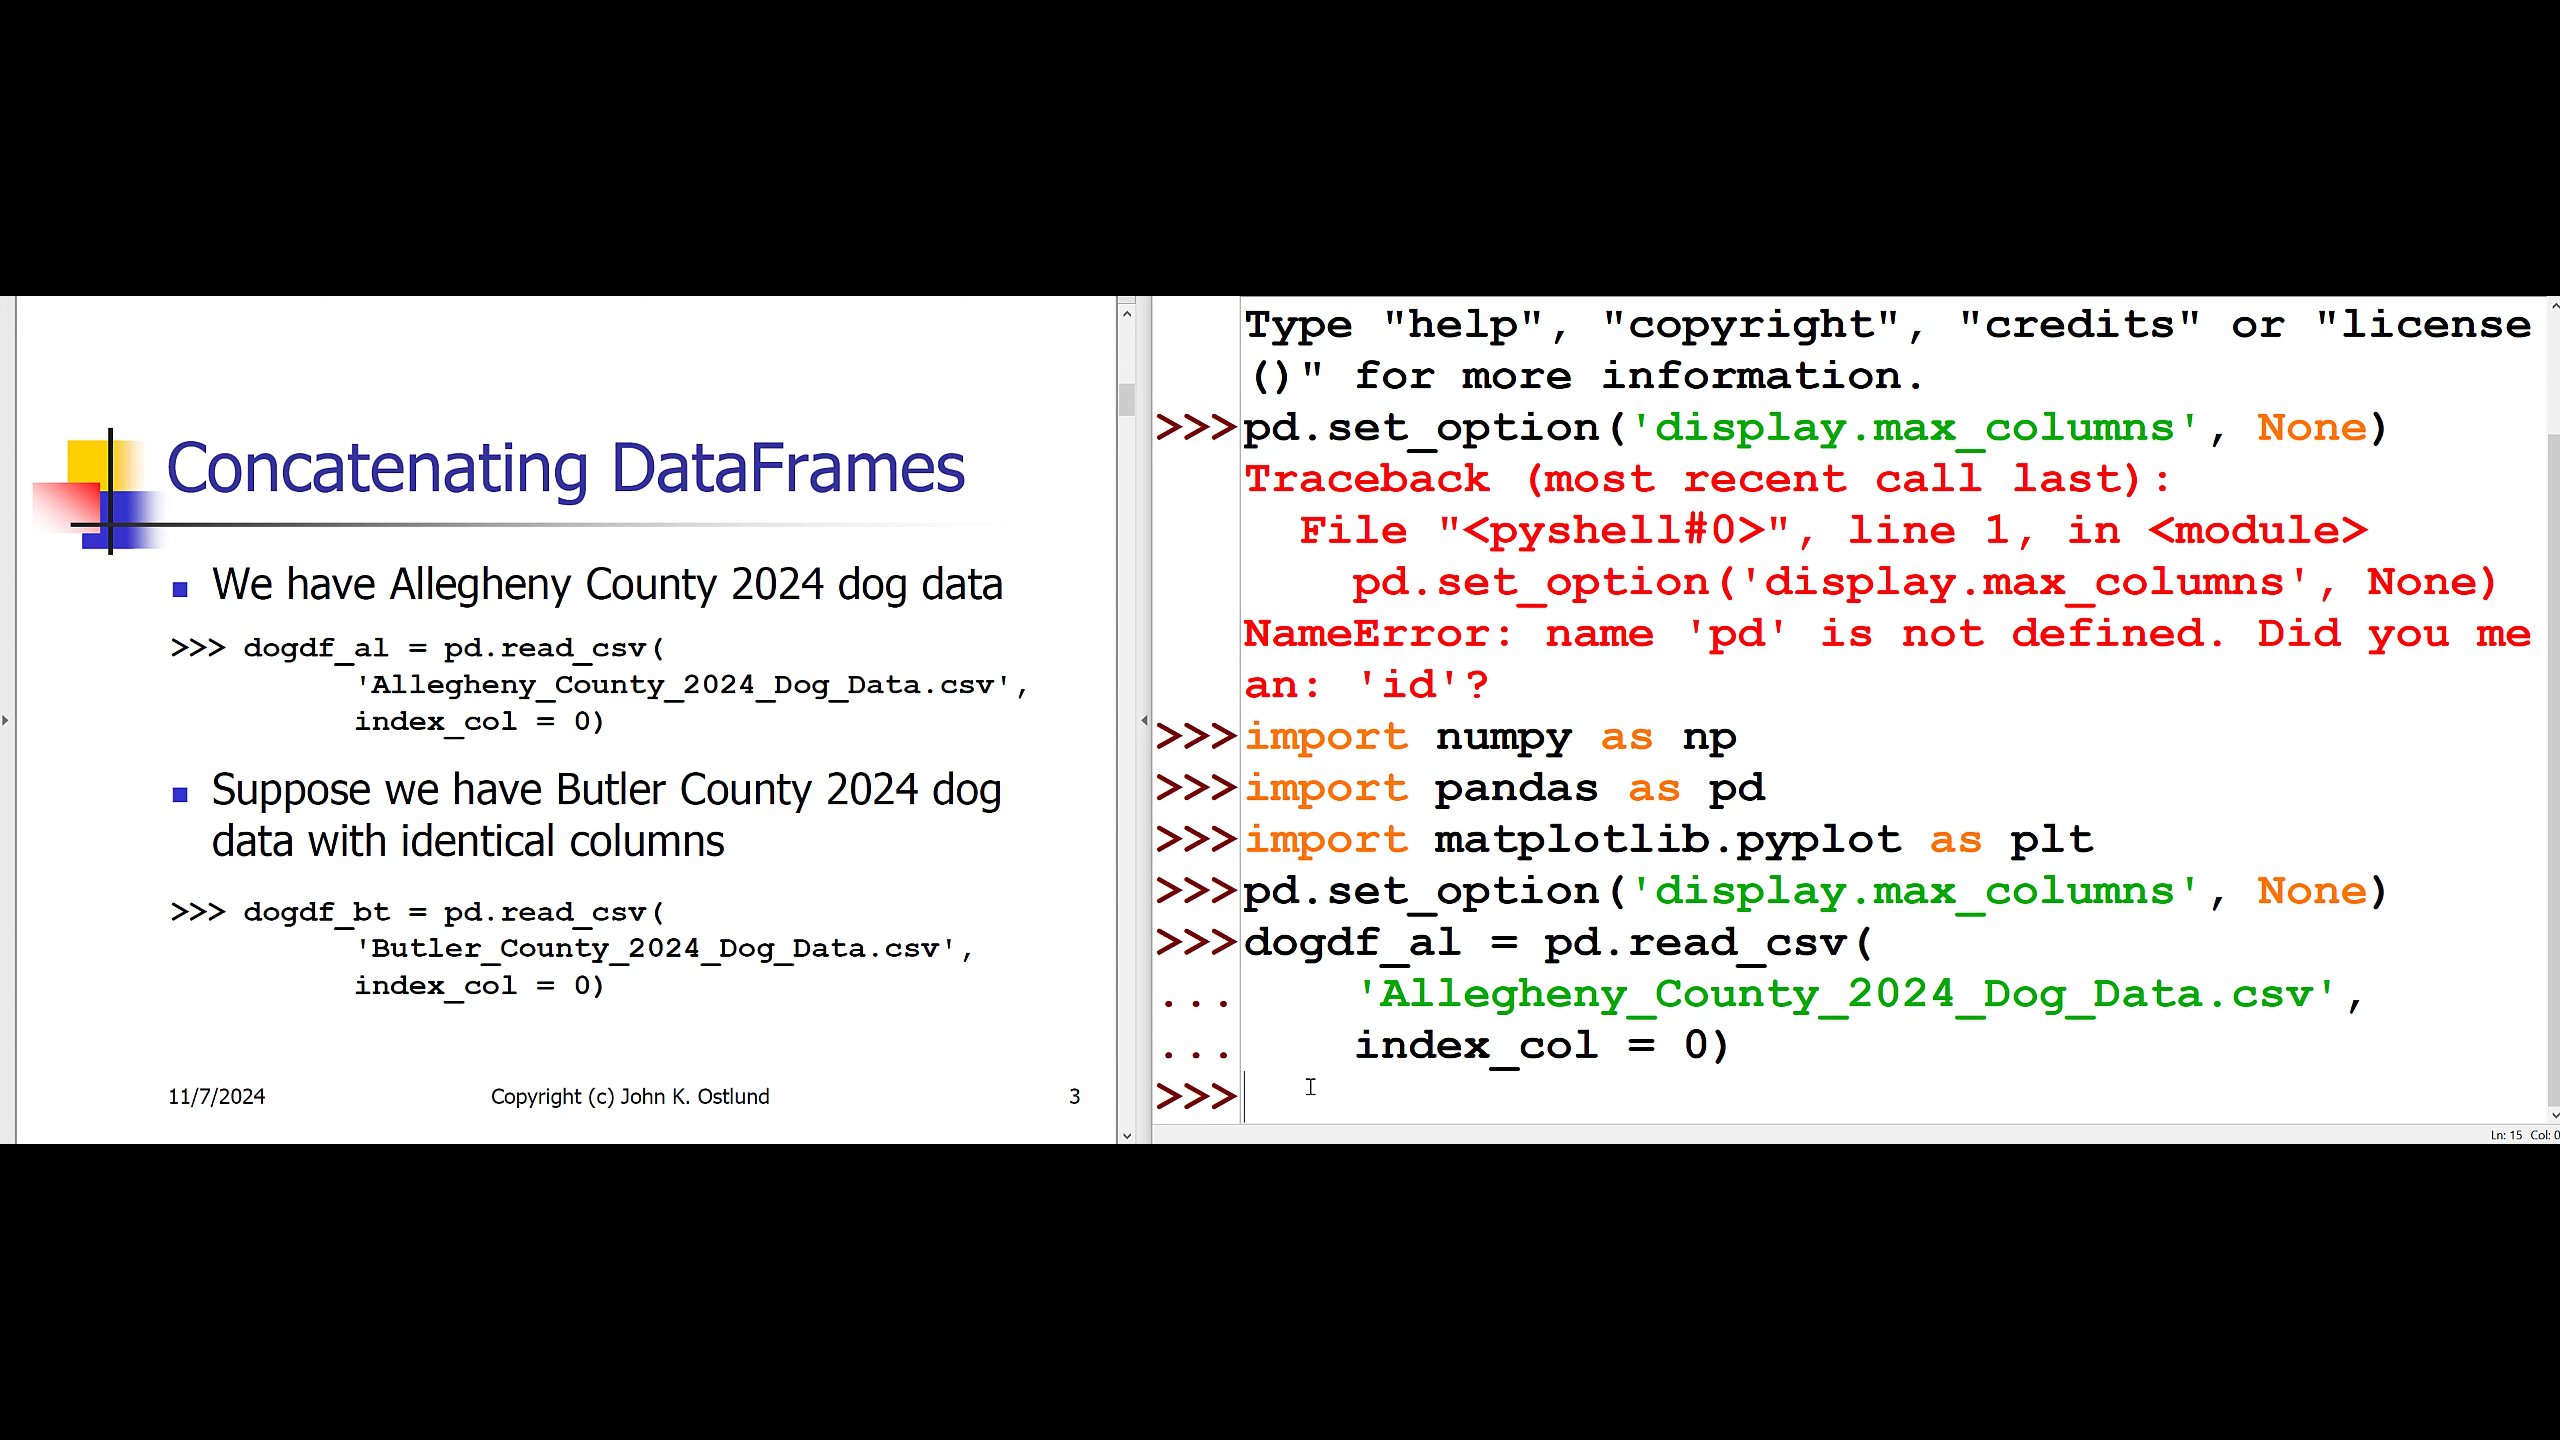 Concatenating DataFrames
We have Allegheny County 2024 dog data
>>> dogdf_al = pd.read_csv(
'Allegheny_County_2024_Dog_Data.csv',
index_col = 0)
Suppose we have Butler County 2024 dog
data with identical columns
>>> dogdf_bt = pd.read_csv(
'Butler_County_2024_Dog_Data.csv',
index_col = 0)
11/7/2024 Copyright (c) John K. Ostlund 3
Type "help", "copyright", "credits" or "license
()" for more information.
>>> pd.set_option('display.max_columns', None)
Traceback (most recent call last):
File "<pyshell#0>", line 1, in <module>
pd.set_option('display.max_columns', None)
NameError: name 'pd' is not defined. Did you me
an: 'id'?
>>> import numpy as np
>>> import pandas as pd
>>> import matplotlib.pyplot as plt
>>> pd.set_option('display.max_columns', None)
>>> dogdf_al = pd.read_csv(
... 'Allegheny_County_2024_Dog_Data.csv',
... index_col = 0)
>>>
Ln: 15 Col: 0